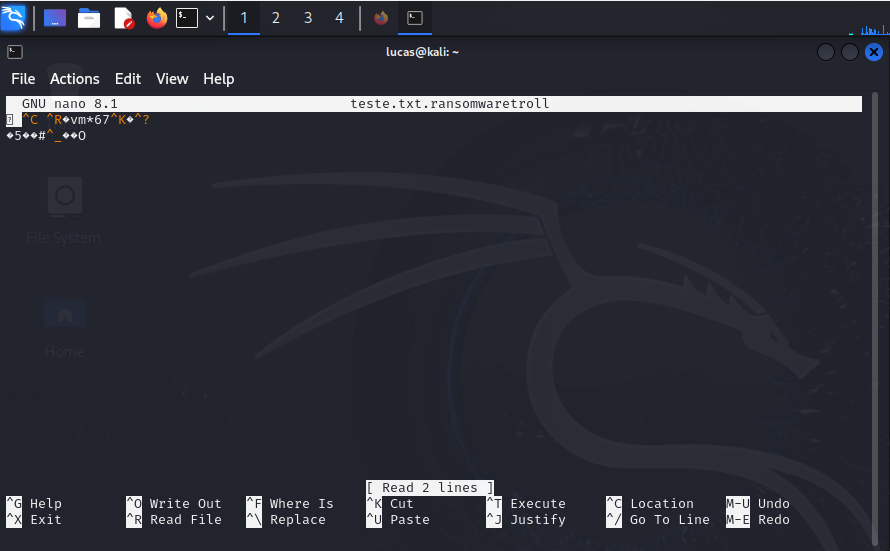 1 2 3 4
lucas@kali: ~
File Actions Edit View Help
GNU nano 8.1 teste.txt.ransomwaretroll
^C ^R�vm*67^K�^?
�5��#^_��O
File System
Home
[ Read 2 lines ]
^G Help ^O Write Out ^F Where Is ^K Cut ^T Execute ^C Location M-U Undo
^X Exit ^R Read File ^\ Replace ^U Paste ^J Justify ^/ Go To Line M-E Redo